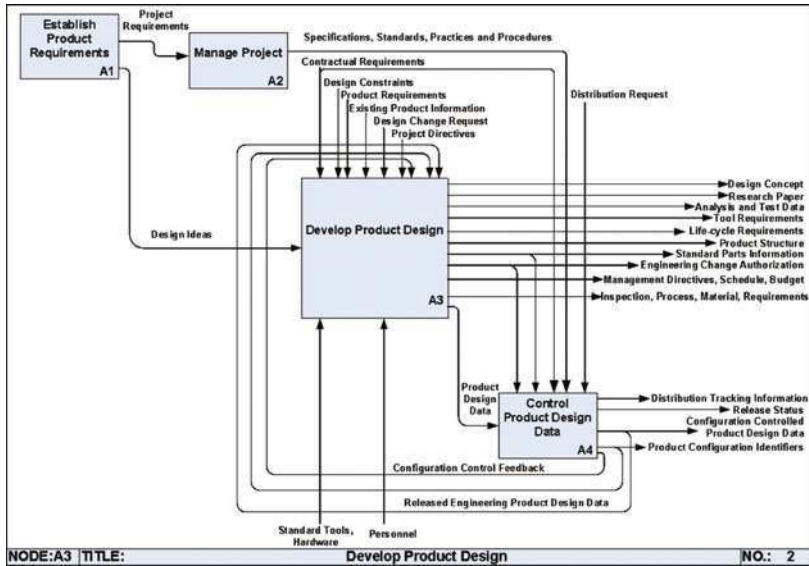 Establish
Product
Requirements
A1
Project
Requirements
Manage Project
A2
Specifications, Standards, Practices and Procedures
Contractual Requirements
Design Constraints
Product Requirements
Existing Product Information
Design Change Request
Project Directives
Distribution Request
Design Ideas
Develop Product Design
A3
Design Concept
Research Paper
Analysis and Test Data
Tool Requirements
Life-cycle Requirements
Product Structure
Standard Parts Information
Engineering Change Authorization
Management Directives, Schedule, Budget
Inspection, Process, Material, Requirements
Product
Design
Data
Control
Product Design
Data
A4
Distribution Tracking Information
Release Status
Configuration Controlled
Product Design Data
Product Configuration Identifiers
Configuration Control Feedback
Released Engineering Product Design Data
Standard Tools,
Hardware
Personnel
NODE:A3 TITLE: Develop Product Design NO.: 2